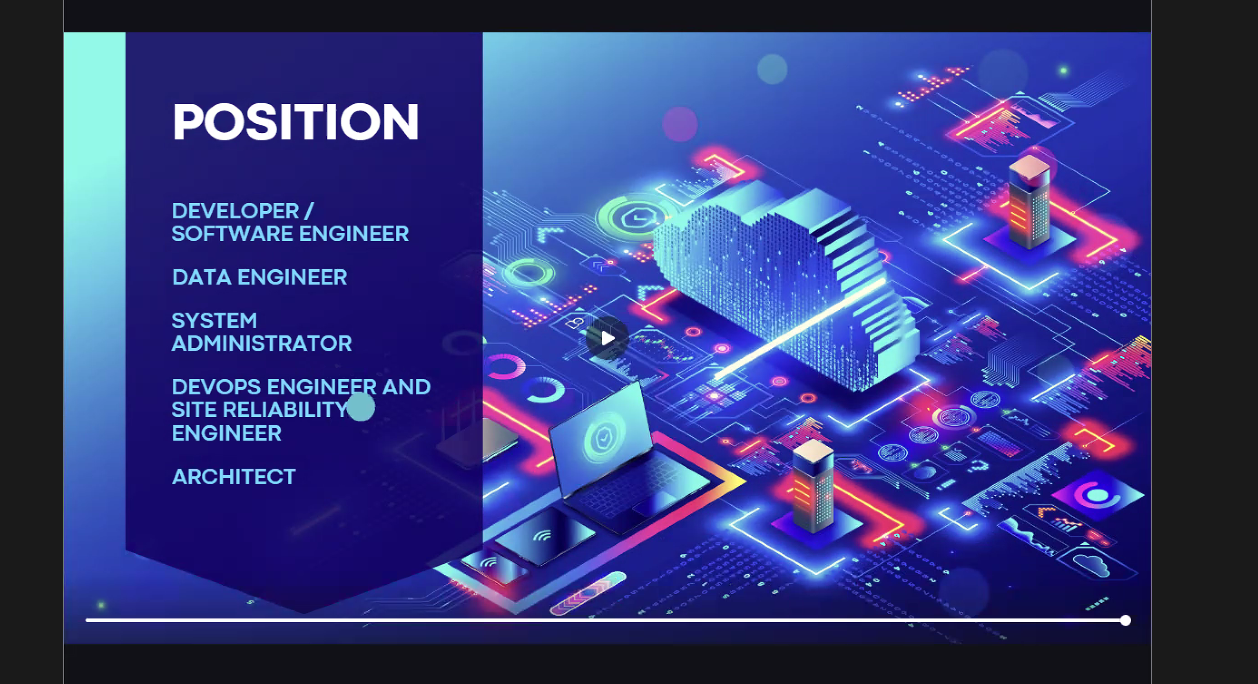 POSITION
DEVELOPER /
SOFTWARE ENGINEER
DATA ENGINEER
SYSTEM
ADMINISTRATOR
DEVOPS ENGINEER AND
SITE RELIABILITY
ENGINEER
ARCHITECT